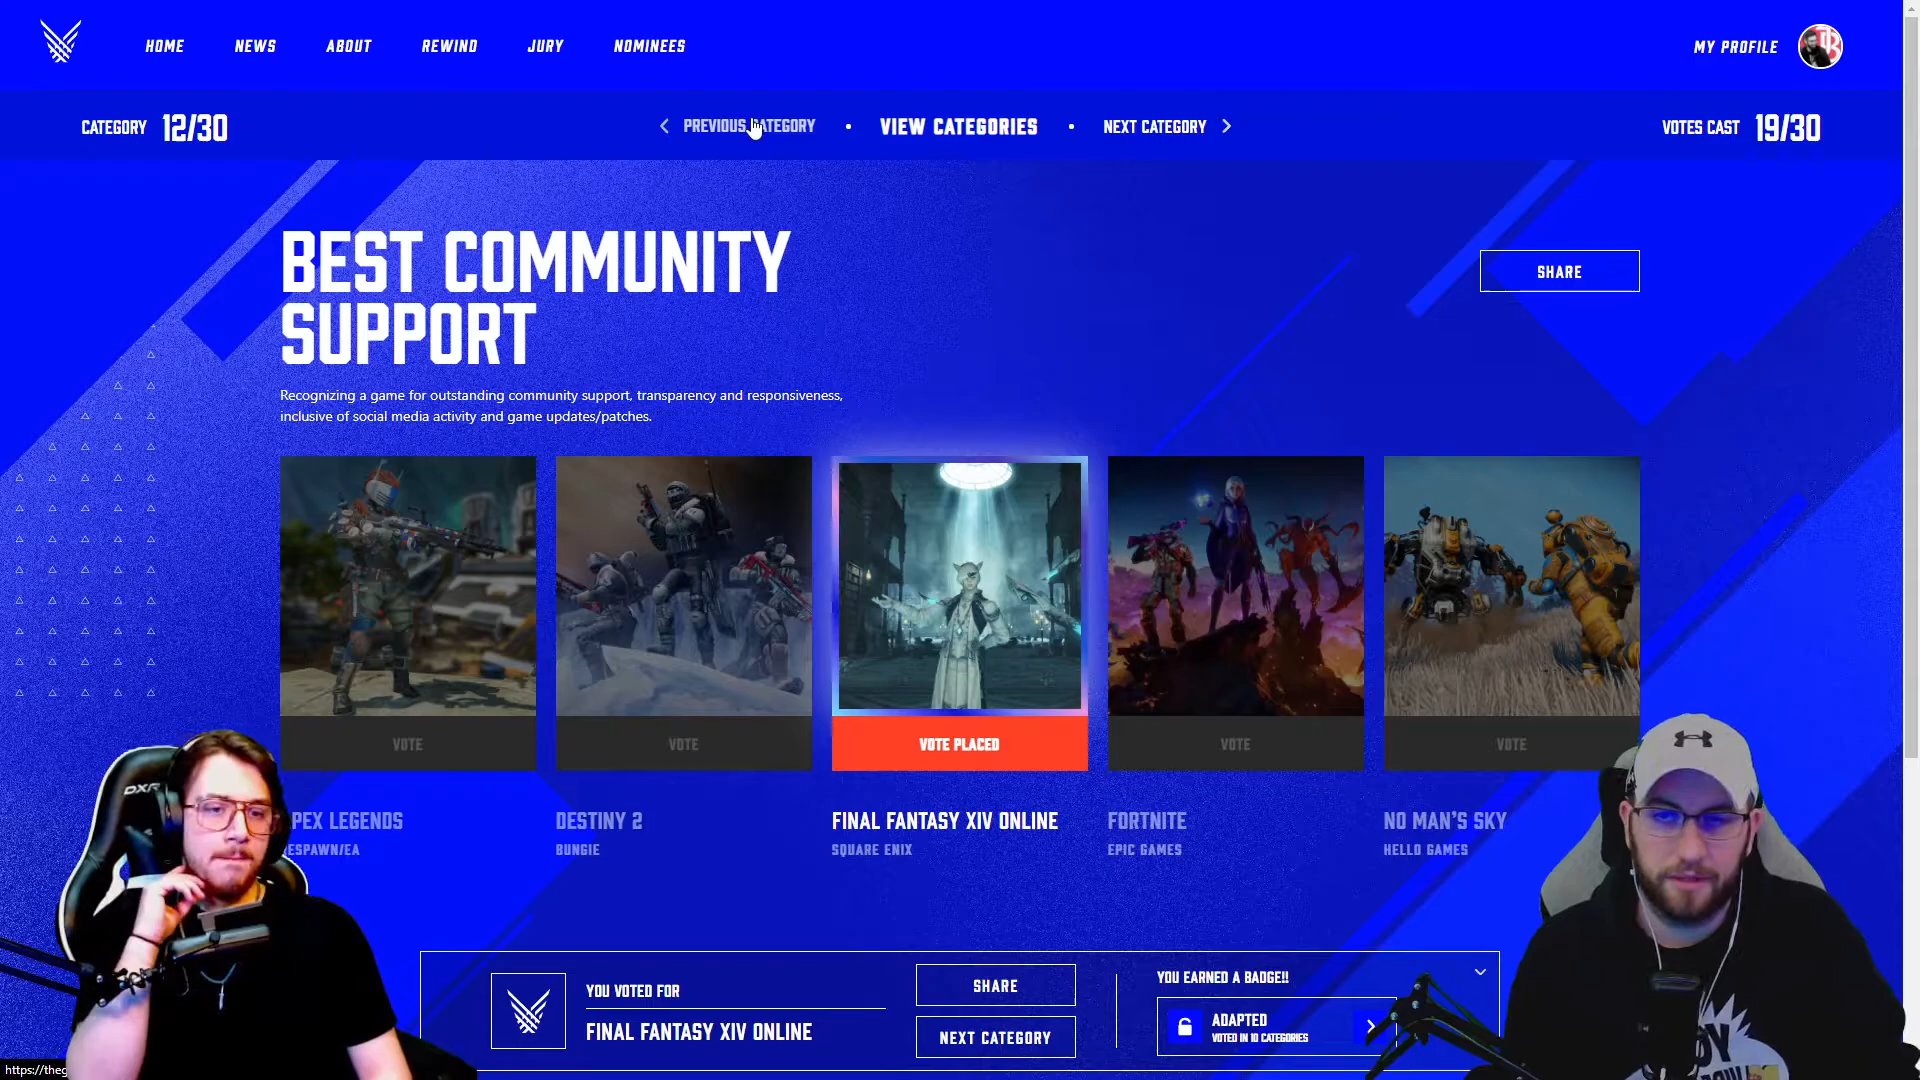 HOME NEWS ABOUT REWIND JURY NOMINEES MY PROFILE
CATEGORY 12/30 PREVIOUS CATEGORY • VIEW CATEGORIES • NEXT CATEGORY VOTES CAST 19/30
BEST COMMUNITY
SUPPORT
SHARE
Recognizing a game for outstanding community support, transparency and responsiveness,
inclusive of social media activity and game updates/patches.
VOTE VOTE VOTE PLACED VOTE VOTE
PEX LEGENDS DESTINY 2 FINAL FANTASY XIV ONLINE FORTNITE NO MAN'S SKY
ESPAWN/EA BUNGIE SQUARE ENIX EPIC GAMES HELLO GAMES
YOU VOTED FOR
FINAL FANTASY XIV ONLINE
SHARE
NEXT CATEGORY
YOU EARNED A BADGE!!
ADAPTED
VOTED IN 10 CATEGORIES
https://theg